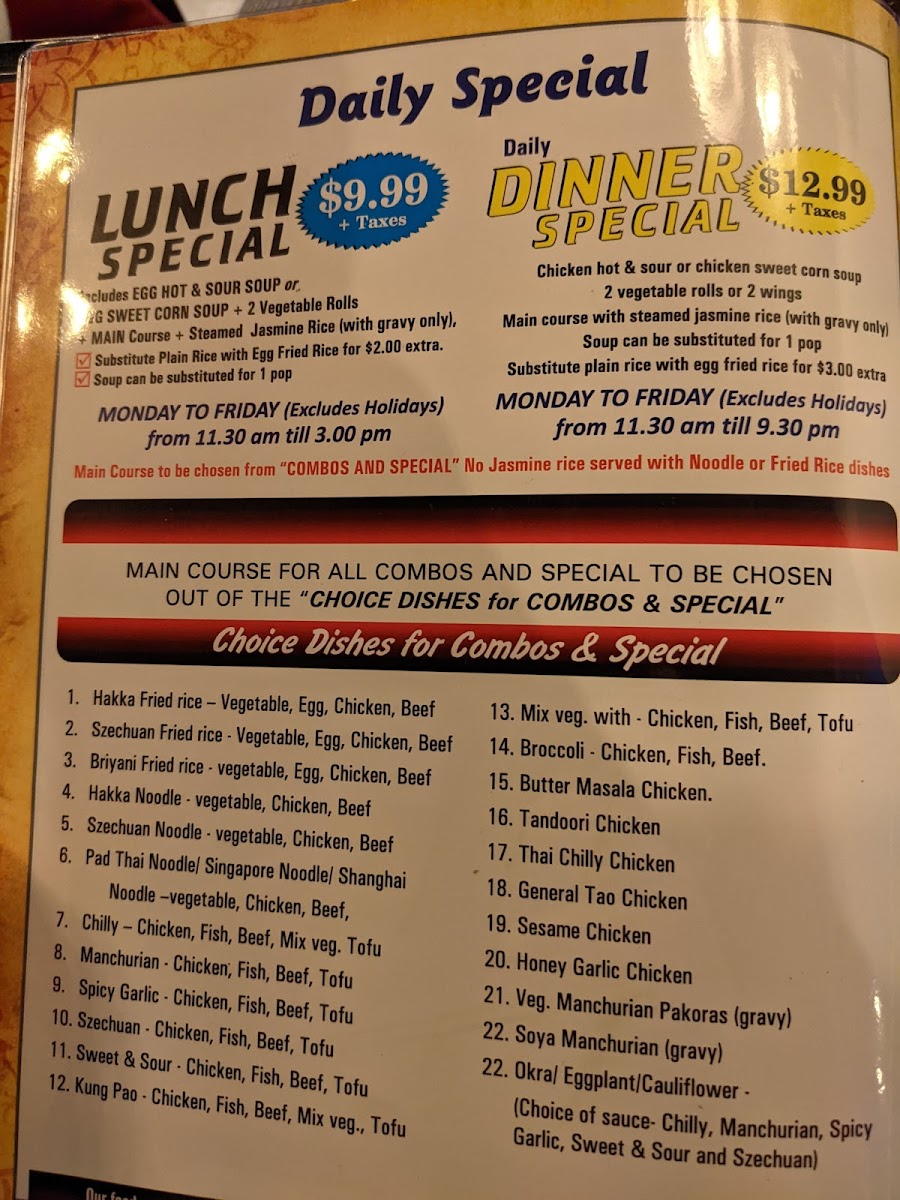 Daily Special
LUNCH
SPECIAL
$9.99
+ Taxes
cludes EGG HOT & SOUR SOUP or
G SWEET CORN SOUP + 2 Vegetable Rolls
+ MAIN Course + Steamed Jasmine Rice (with gravy only),
Substitute Plain Rice with Egg Fried Rice for $2.00 extra.
Soup can be substituted for 1 pop
MONDAY TO FRIDAY (Excludes Holidays)
from 11.30 am till 3.00 pm
Daily
DINNER
SPECIAL
$12.99
+ Taxes
Chicken hot & sour or chicken sweet corn soup
2 vegetable rolls or 2 wings
Main course with steamed jasmine rice (with gravy only)
Soup can be substituted for 1 pop
Substitute plain rice with egg fried rice for $3.00 extra
MONDAY TO FRIDAY (Excludes Holidays)
from 11.30 am till 9.30 pm
Main Course to be chosen from "COMBOS AND SPECIAL" No Jasmine rice served with Noodle or Fried Rice dishes
MAIN COURSE FOR ALL COMBOS AND SPECIAL TO BE CHOSEN
OUT OF THE "CHOICE DISHES for COMBOS & SPECIAL"
Choice Dishes for Combos & Special
1. Hakka Fried rice – Vegetable, Egg, Chicken, Beef
2. Szechuan Fried rice - Vegetable, Egg, Chicken, Beef
3. Briyani Fried rice - vegetable, Egg, Chicken, Beef
4. Hakka Noodle - vegetable, Chicken, Beef
5. Szechuan Noodle - vegetable, Chicken, Beef
6. Pad Thai Noodle/ Singapore Noodle/ Shanghai
Noodle –vegetable, Chicken, Beef,
7. Chilly – Chicken, Fish, Beef, Mix veg. Tofu
8. Manchurian - Chicken, Fish, Beef, Tofu
9. Spicy Garlic - Chicken, Fish, Beef, Tofu
10. Szechuan - Chicken, Fish, Beef, Tofu
11. Sweet & Sour - Chicken, Fish, Beef, Tofu
12. Kung Pao - Chicken, Fish, Beef, Mix veg., Tofu
13. Mix veg. with - Chicken, Fish, Beef, Tofu
14. Broccoli - Chicken, Fish, Beef.
15. Butter Masala Chicken.
16. Tandoori Chicken
17. Thai Chilly Chicken
18. General Tao Chicken
19. Sesame Chicken
20. Honey Garlic Chicken
21. Veg. Manchurian Pakoras (gravy)
22. Soya Manchurian (gravy)
22. Okra/ Eggplant/Cauliflower -
(Choice of sauce- Chilly, Manchurian, Spicy
Garlic, Sweet & Sour and Szechuan)
Our